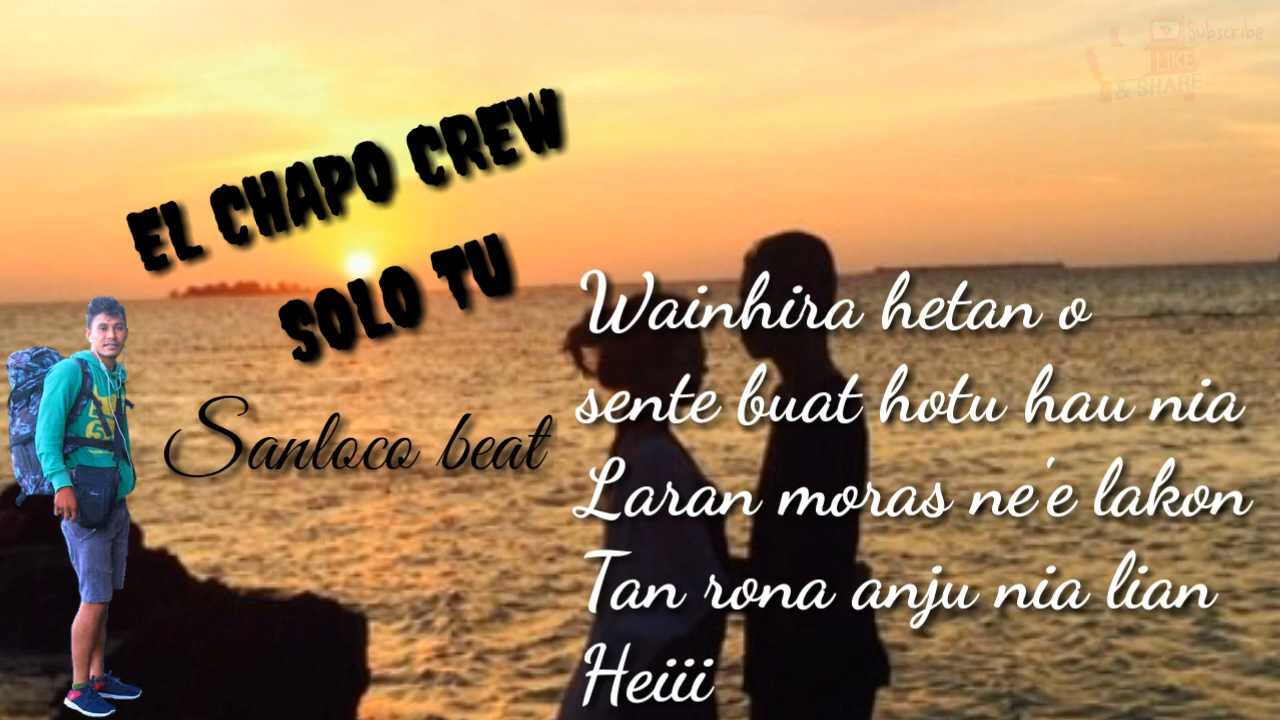 Subscribe
LIKE
& SHARE
EL CHAPO CREW
SOLO TU
Sanloco beat
Wainhira hetan o
sente buat hotu hau nia
Laran moras ne'e lakon
Tan rona anju nia lian
Heiii